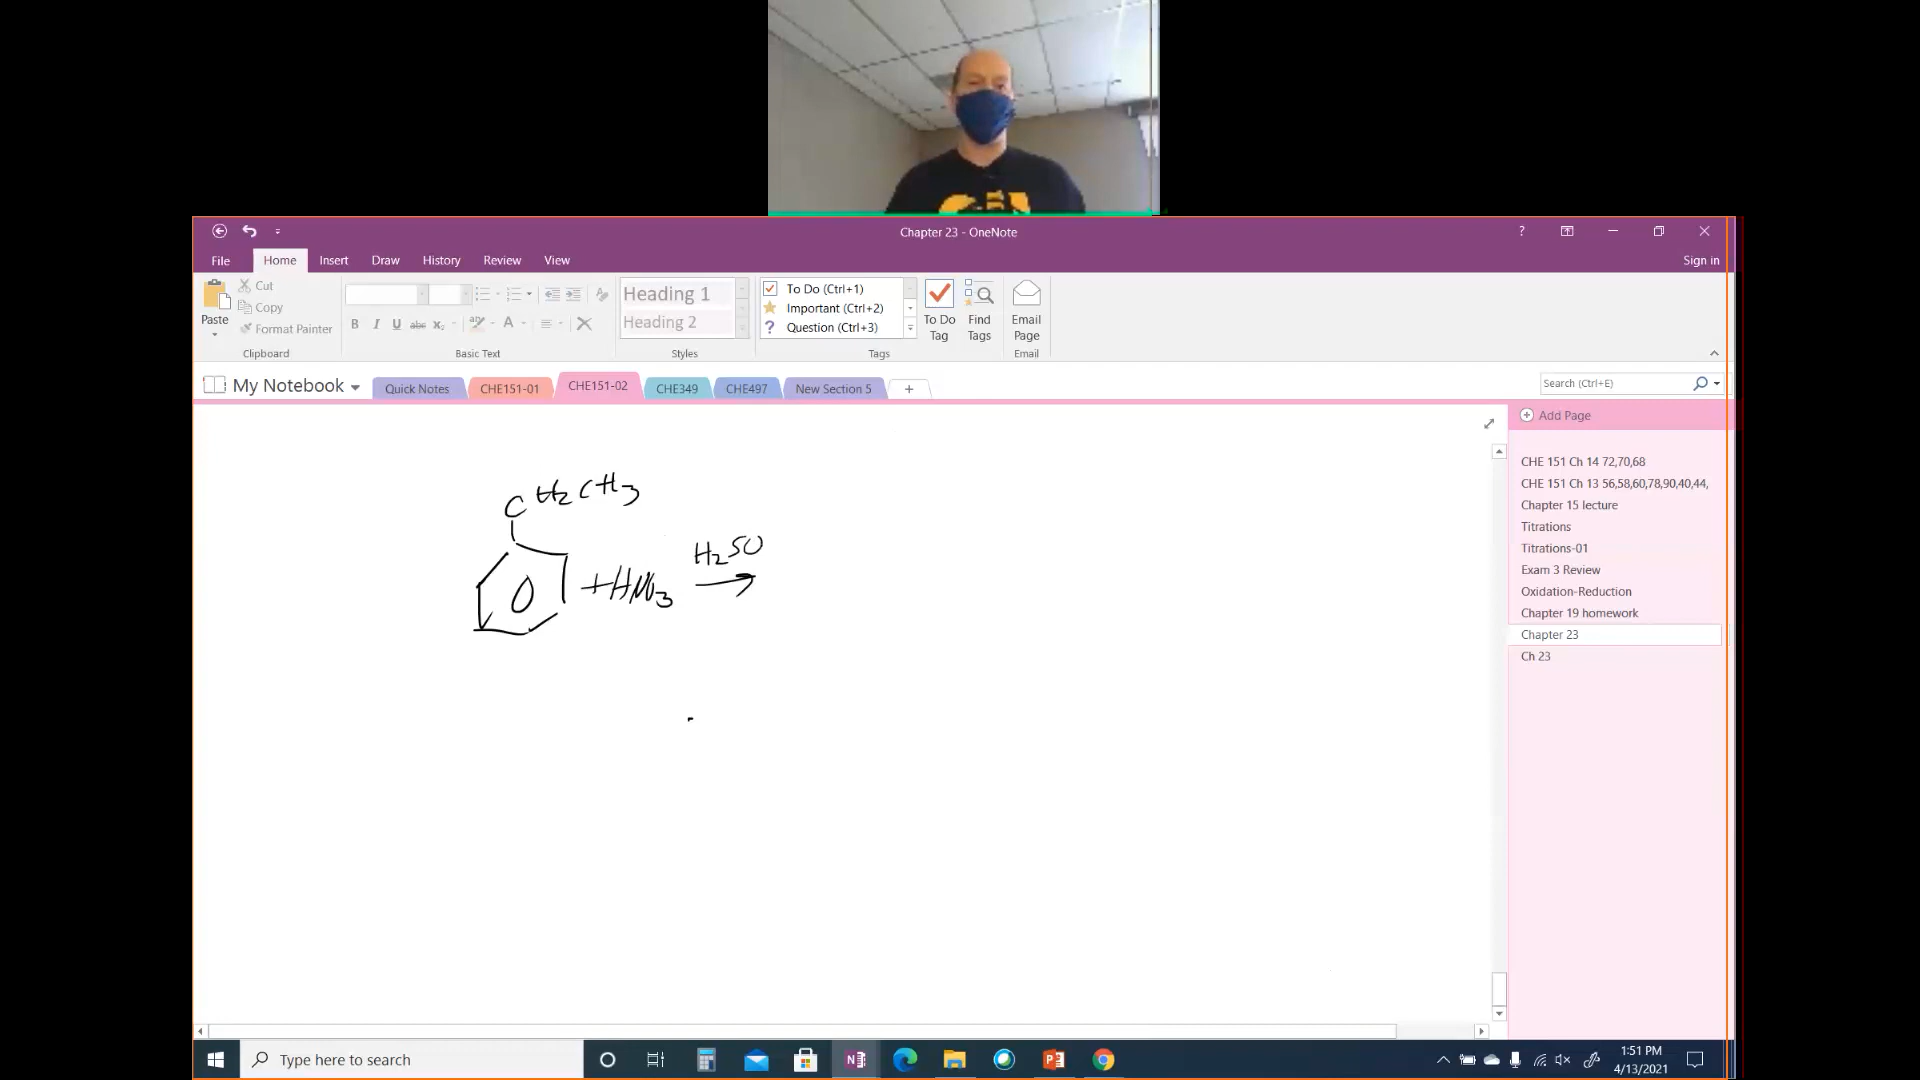 Chapter 23 - OneNote
File Home Insert Draw History Review View Sign in
Paste
Cut
Copy
Format Painter
Clipboard
B I U abc x₂ ab A
Basic Text
Heading 1
Heading 2
Styles
To Do (Ctrl+1)
Important (Ctrl+2)
Question (Ctrl+3)
To Do Tag
Find Tags
Tags
Email Page
Email
My Notebook Quick Notes CHE151-01 CHE151-02 CHE349 CHE497 New Section 5 +
Search (Ctrl+E)
Add Page
CHE 151 Ch 14 72,70,68
CHE 151 Ch 13 56,58,60,78,90,40,44,
Chapter 15 lecture
Titrations
Titrations-01
Exam 3 Review
Oxidation-Reduction
Chapter 19 homework
Chapter 23
Ch 23
CH₂CH₃
+HNO₃ H₂SO
Type here to search
1:51 PM
4/13/2021